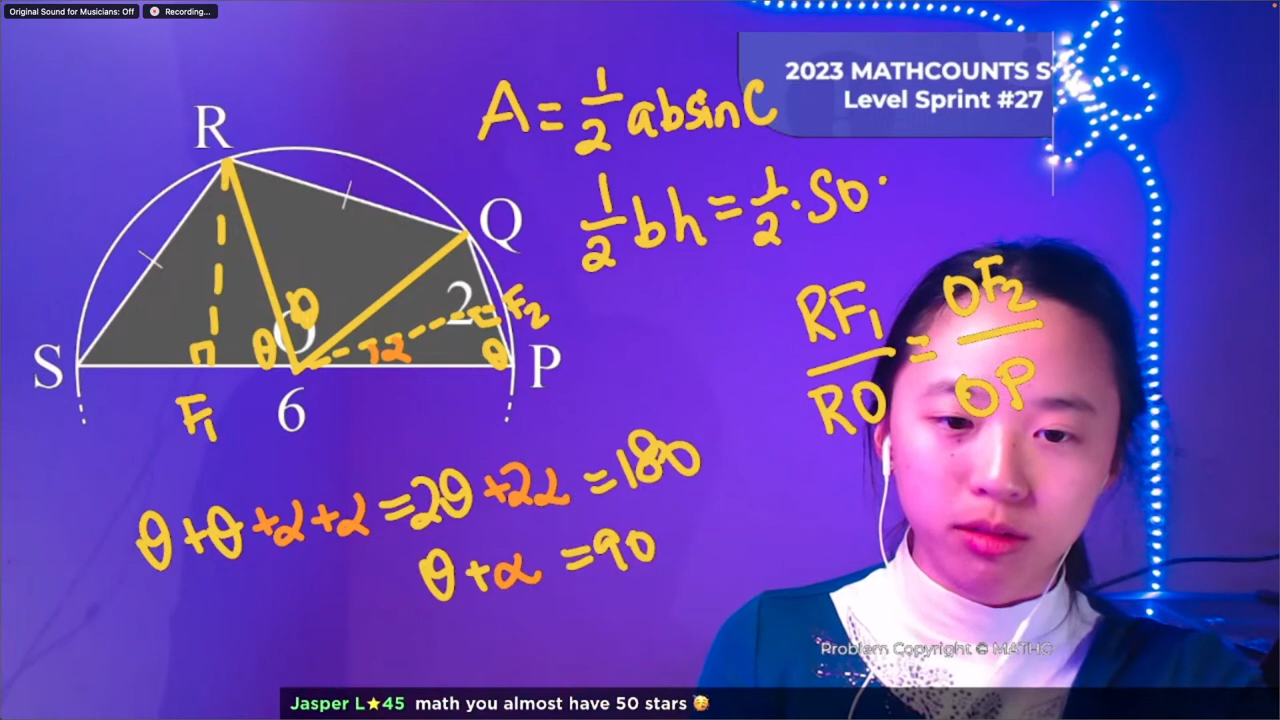 Original Sound for Musicians: Off
Recording...
2023 MATHCOUNTS S
Level Sprint #27
A = 1/2 ab sin C
1/2 bh = 1/2 · SO ·
R
Q
S
P
O
2
6
F₁
F₂
θ
θ
θ
RF₁/RO = OF₂/OP
θ + θ + α + α = 2θ + 2α = 180
θ + α = 90
Problem Copyright © MATHC
Jasper L⭐45 math you almost have 50 stars 🥳